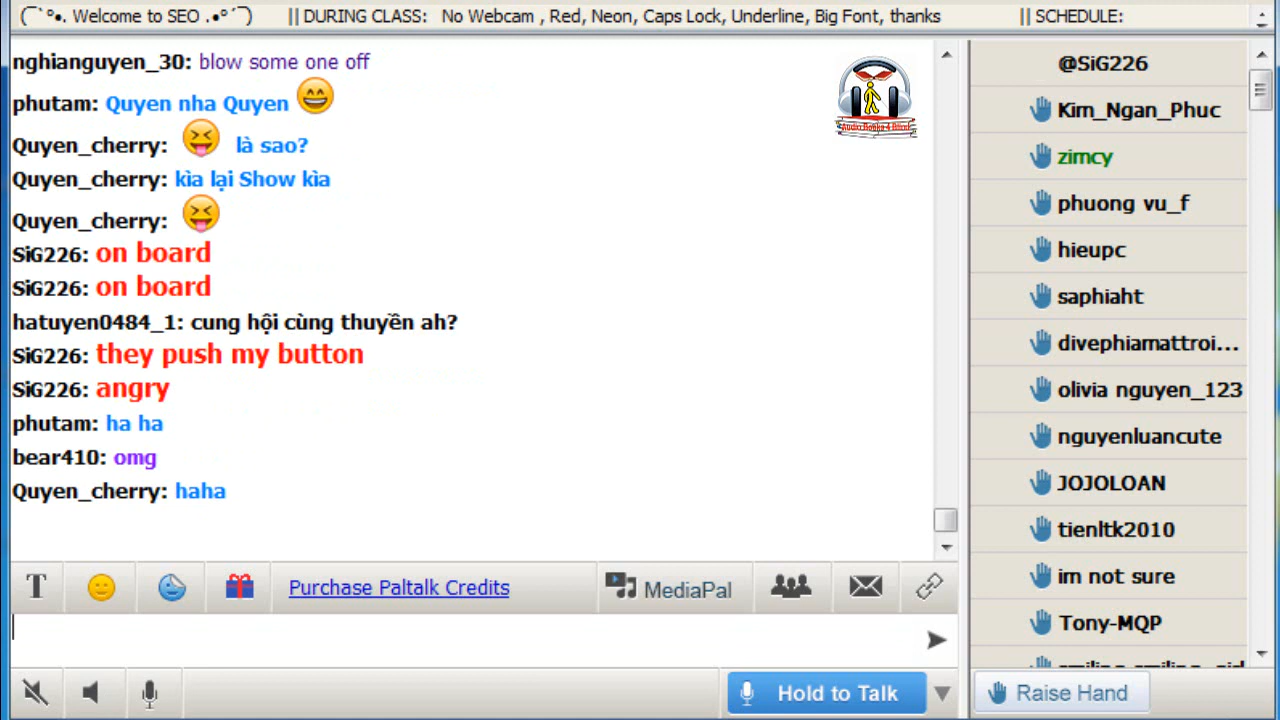 (¯`°•. Welcome to SEO .•°´¯) || DURING CLASS: No Webcam , Red, Neon, Caps Lock, Underline, Big Font, thanks || SCHEDULE:
nghianguyen_30: blow some one off
phutam: Quyen nha Quyen
Quyen_cherry: là sao?
Quyen_cherry: kìa lại Show kìa
Quyen_cherry:
SiG226: on board
SiG226: on board
hatuyen0484_1: cung hội cùng thuyền ah?
SiG226: they push my button
SiG226: angry
phutam: ha ha
bear410: omg
Quyen_cherry: haha
Audio Books 4 Blind
T Purchase Paltalk Credits MediaPal
Hold to Talk
@SiG226
Kim_Ngan_Phuc
zimcy
phuong vu_f
hieupc
saphiaht
divephiamattroi...
olivia nguyen_123
nguyenluancute
JOJOLOAN
tienltk2010
im not sure
Tony-MQP
Raise Hand